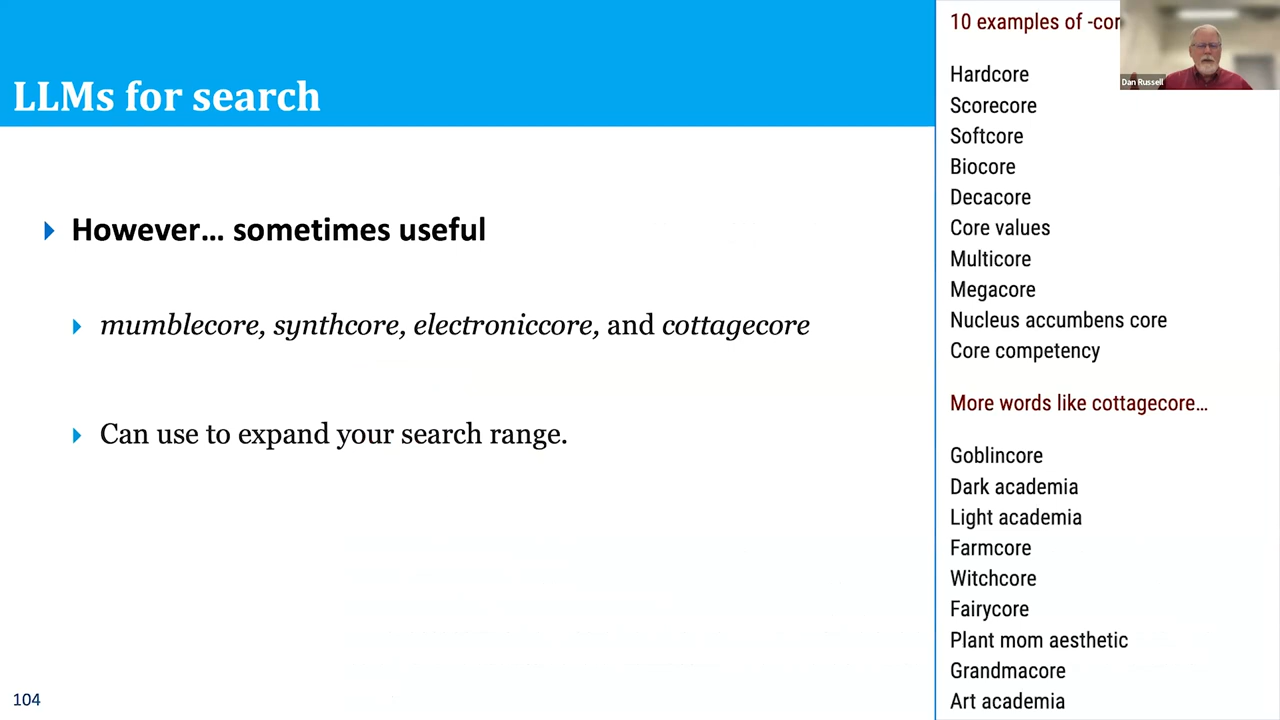 LLMs for search
However... sometimes useful
mumblecore, synthcore, electroniccore, and cottagecore
Can use to expand your search range.
104
10 examples of -cor
Hardcore
Scorecore
Softcore
Biocore
Decacore
Core values
Multicore
Megacore
Nucleus accumbens core
Core competency
More words like cottagecore...
Goblincore
Dark academia
Light academia
Farmcore
Witchcore
Fairycore
Plant mom aesthetic
Grandmacore
Art academia
Dan Russell